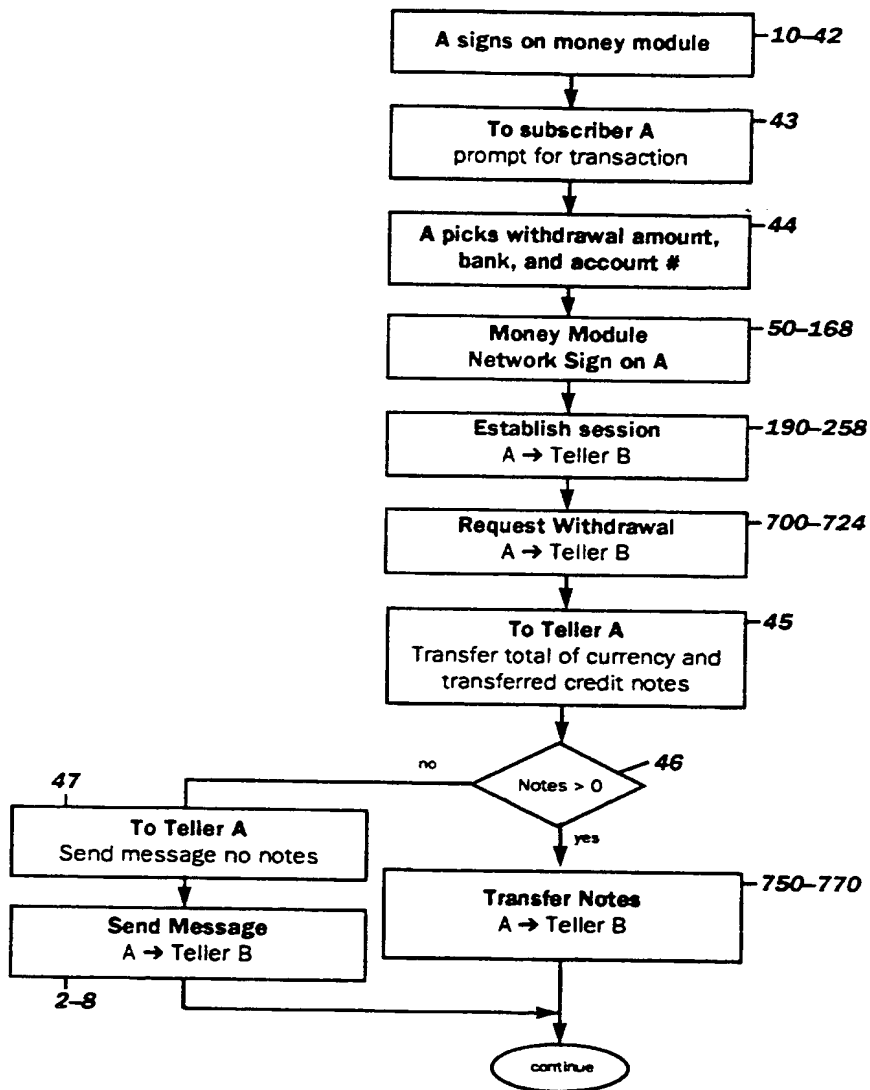 A signs on money module
10–42
To subscriber A
prompt for transaction
43
A picks withdrawal amount,
bank, and account #
44
Money Module
Network Sign on A
50–168
Establish session
A → Teller B
190–258
Request Withdrawal
A → Teller B
700–724
To Teller A
Transfer total of currency and
transferred credit notes
45
Notes > 0
46
no
yes
47
To Teller A
Send message no notes
Send Message
A → Teller B
2–8
Transfer Notes
A → Teller B
750–770
continue